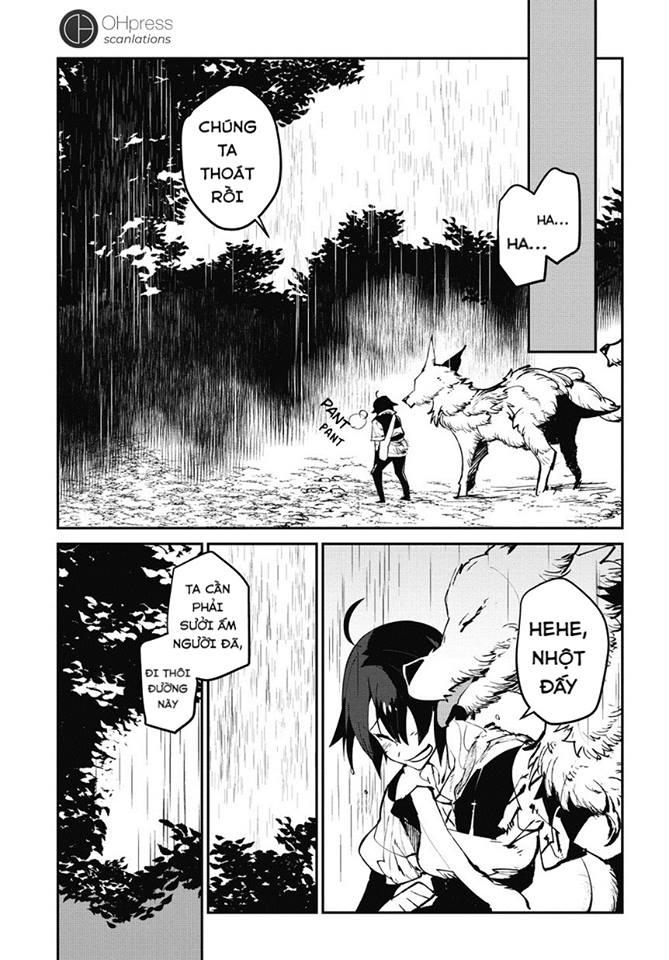 OHpress
scanlations
HA...
HA...
CHÚNG
TA
THOÁT
RỒI
PANT
PANT
HEHE,
NHỘT
ĐẤY
TA CẦN
PHẢI
SƯỞI ẤM
NGƯỜI ĐÃ,
ĐI THÔI
ĐƯỜNG
NÀY